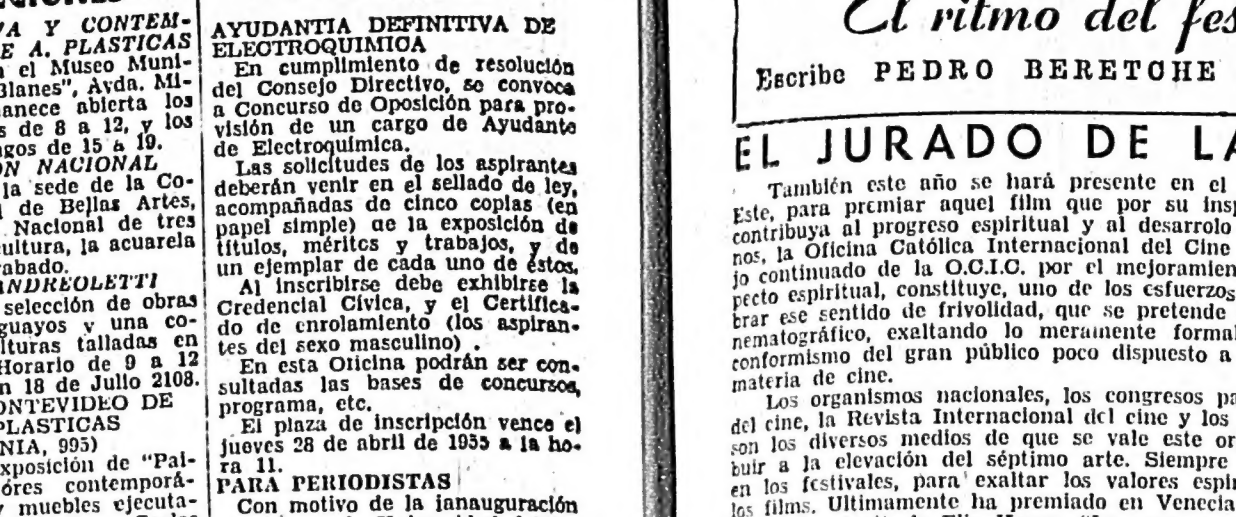 VA Y CONTEM-
E A. PLASTICAS
n el Museo Muni-
Blanes", Avda. Mi-
anece abierta los
s de 8 a 12, y los
ngos de 15 a 19.
ON NACIONAL
la sede de la Co-
l de Bellas Artes,
Nacional de tres
cultura, la acuarela
rabado.
ANDREOLETTI
selección de obras
guayos y una co-
lturas talladas en
Horario de 9 a 12
n 18 de Julio 2108.
ONTEVIDEO DE
PLASTICAS
NIA, 995)
xposición de "Pai-
óres contemporá-
y muebles ejecuta-
AYUDANTIA DEFINITIVA DE
ELECTROQUIMICA
En cumplimiento de resolución
del Consejo Directivo, se convoca
a Concurso de Oposición para pro-
visión de un cargo de Ayudante
de Electroquímica.
Las solicitudes de los aspirantes
deberán venir en el sellado de ley,
acompañadas de cinco copias (en
papel simple) de la exposición de
títulos, méritos y trabajos, y de
un ejemplar de cada uno de éstos.
Al inscribirse debe exhibirse la
Credencial Cívica, y el Certifica-
do de enrolamiento (los aspiran-
tes del sexo masculino) .
En esta Oficina podrán ser con-
sultadas las bases de concursos,
programa, etc.
El plaza de inscripción vence el
jueves 28 de abril de 1955 a la ho-
ra 11.
PARA PERIODISTAS
Con motivo de la ianauguración
El ritmo del fes
Escribe PEDRO BERETCHE
EL JURADO DE LA
También este año se hará presente en el
Este, para premiar aquel film que por su insp
contribuya al progreso espiritual y al desarrolo
nos, la Oficina Católica Internacional del Cine
jo continuado de la O.C.I.C. por el mejoramien
pecto espiritual, constituye, uno de los esfuerzos
brar ese sentido de frivolidad, que se pretende
nematográfico, exaltando lo meramente formal
conformismo del gran público poco dispuesto a
materia de cine.
Los organismos nacionales, los congresos pa
del cine, la Revista Internacional del cine y los
son los diversos medios de que se vale este or
buir a la elevación del séptimo arte. Siempre
en los festivales, para exaltar los valores espir
los films. Ultimamente ha premiado en Venecia